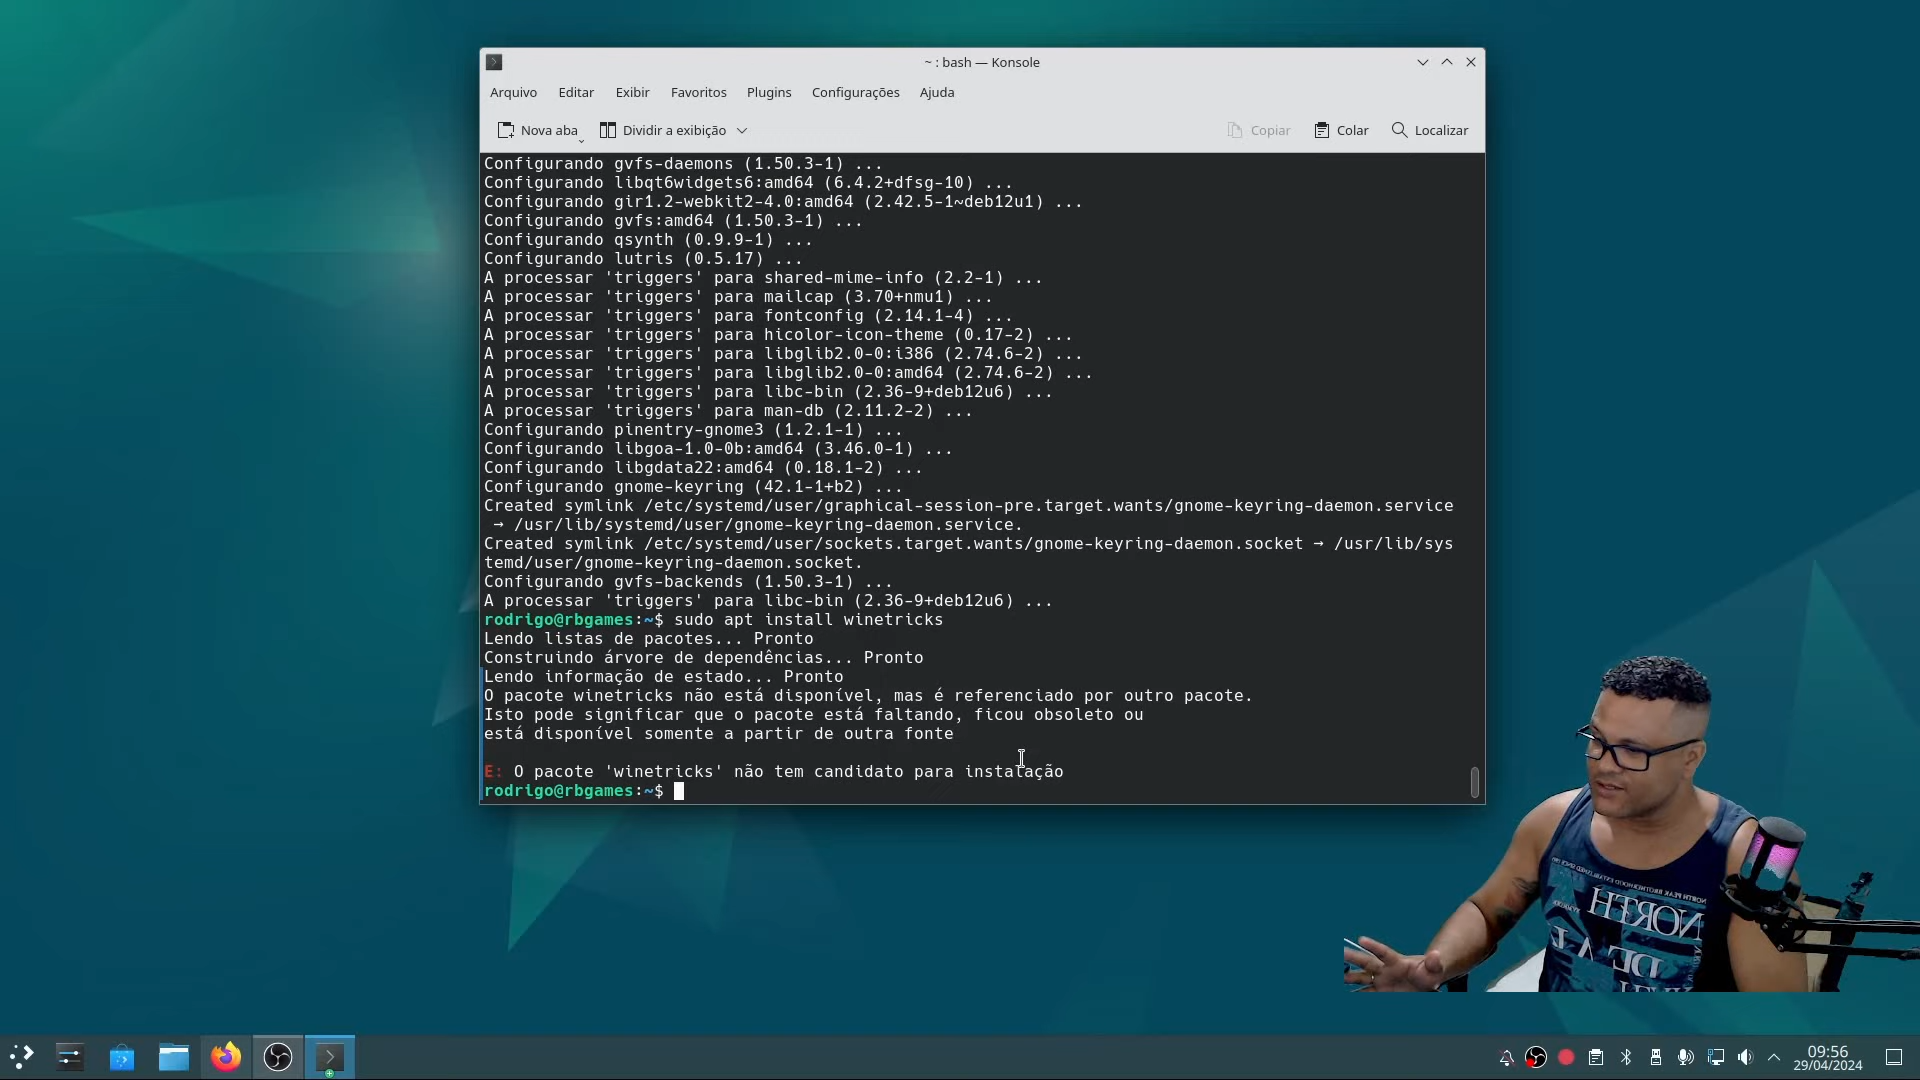 ~ : bash — Konsole
Arquivo Editar Exibir Favoritos Plugins Configurações Ajuda
Nova aba Dividir a exibição Copiar Colar Localizar
Configurando gvfs-daemons (1.50.3-1) ...
Configurando libqt6widgets6:amd64 (6.4.2+dfsg-10) ...
Configurando gir1.2-webkit2-4.0:amd64 (2.42.5-1~deb12u1) ...
Configurando gvfs:amd64 (1.50.3-1) ...
Configurando qsynth (0.9.9-1) ...
Configurando lutris (0.5.17) ...
A processar 'triggers' para shared-mime-info (2.2-1) ...
A processar 'triggers' para mailcap (3.70+nmu1) ...
A processar 'triggers' para fontconfig (2.14.1-4) ...
A processar 'triggers' para hicolor-icon-theme (0.17-2) ...
A processar 'triggers' para libglib2.0-0:i386 (2.74.6-2) ...
A processar 'triggers' para libglib2.0-0:amd64 (2.74.6-2) ...
A processar 'triggers' para libc-bin (2.36-9+deb12u6) ...
A processar 'triggers' para man-db (2.11.2-2) ...
Configurando pinentry-gnome3 (1.2.1-1) ...
Configurando libgoa-1.0-0b:amd64 (3.46.0-1) ...
Configurando libgdata22:amd64 (0.18.1-2) ...
Configurando gnome-keyring (42.1-1+b2) ...
Created symlink /etc/systemd/user/graphical-session-pre.target.wants/gnome-keyring-daemon.service
→ /usr/lib/systemd/user/gnome-keyring-daemon.service.
Created symlink /etc/systemd/user/sockets.target.wants/gnome-keyring-daemon.socket → /usr/lib/sys
temd/user/gnome-keyring-daemon.socket.
Configurando gvfs-backends (1.50.3-1) ...
A processar 'triggers' para libc-bin (2.36-9+deb12u6) ...
rodrigo@rbgames:~$ sudo apt install winetricks
Lendo listas de pacotes... Pronto
Construindo árvore de dependências... Pronto
Lendo informação de estado... Pronto
O pacote winetricks não está disponível, mas é referenciado por outro pacote.
Isto pode significar que o pacote está faltando, ficou obsoleto ou
está disponível somente a partir de outra fonte
E: O pacote 'winetricks' não tem candidato para instalação
rodrigo@rbgames:~$
NORTH
09:56
29/04/2024